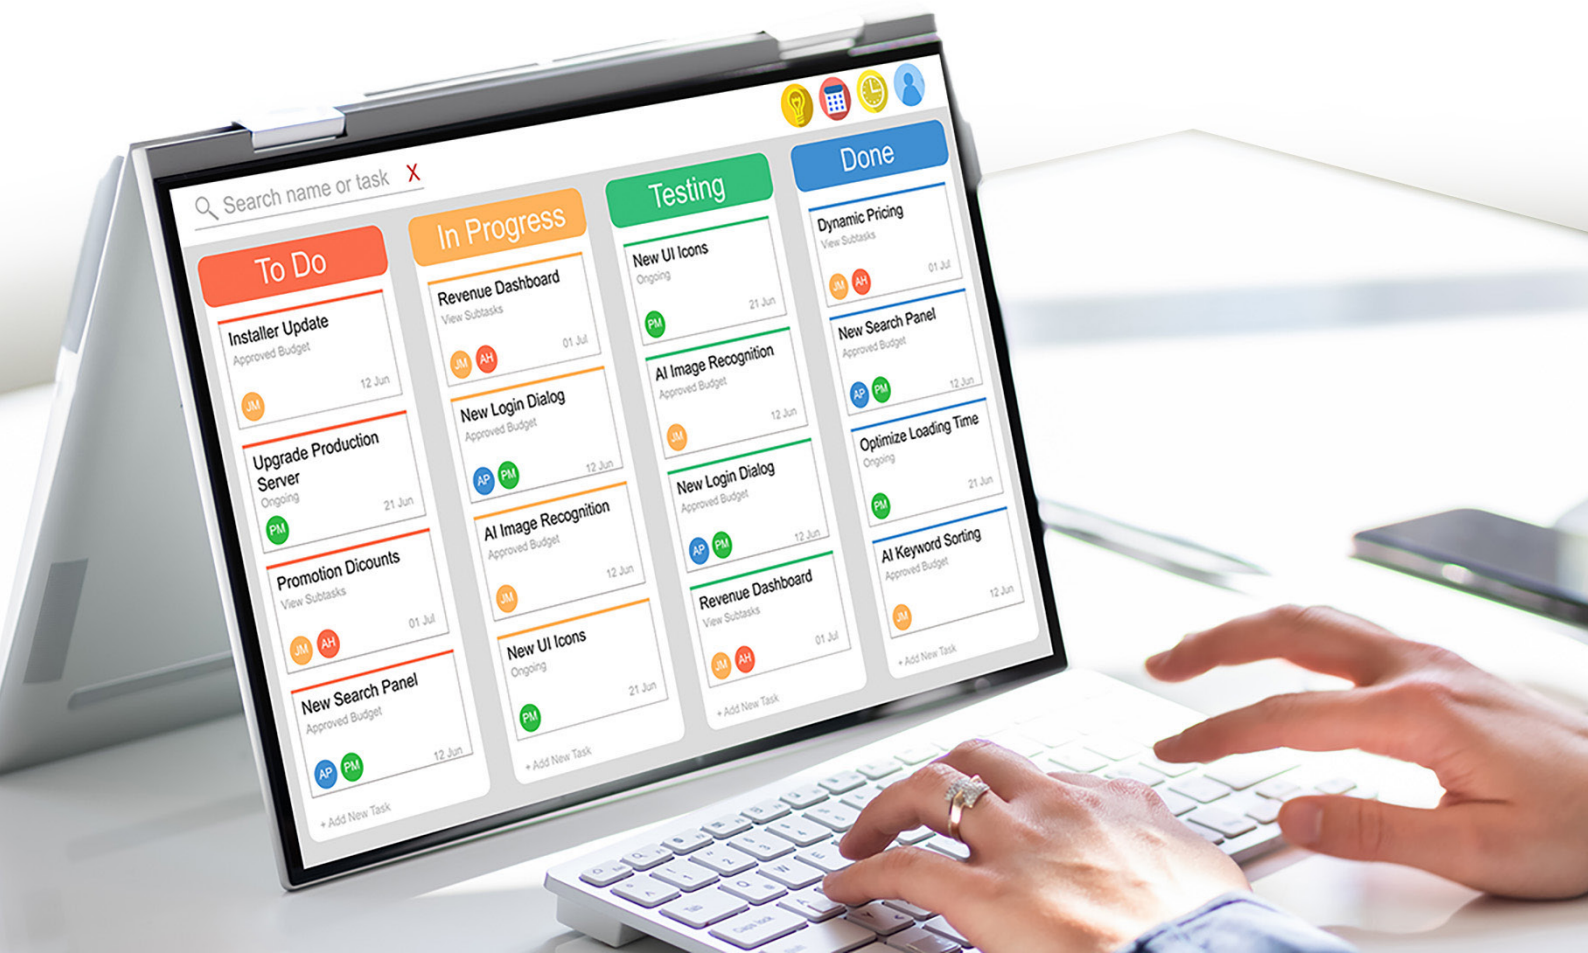 Search name or task X
To Do
Installer Update
Approved Budget
12 Jun
JM
Upgrade Production
Server
Ongoing
21 Jun
PM
Promotion Dicounts
View Subtasks
01 Jul
JM AH
New Search Panel
Approved Budget
12 Jun
AP PM
+ Add New Task
In Progress
Revenue Dashboard
View Subtasks
01 Jul
JM AH
New Login Dialog
Approved Budget
12 Jun
AP PM
AI Image Recognition
Approved Budget
12 Jun
JM
New UI Icons
Ongoing
21 Jun
PM
+ Add New Task
Testing
New UI Icons
Ongoing
21 Jun
PM
AI Image Recognition
Approved Budget
12 Jun
JM
New Login Dialog
Approved Budget
12 Jun
AP PM
Revenue Dashboard
View Subtasks
01 Jul
JM AH
+ Add New Task
Done
Dynamic Pricing
View Subtasks
01 Jul
JM AH
New Search Panel
Approved Budget
12 Jun
AP PM
Optimize Loading Time
Ongoing
21 Jun
PM
AI Keyword Sorting
Approved Budget
12 Jun
JM
+ Add New Task
Tab Q W
Caps lock A